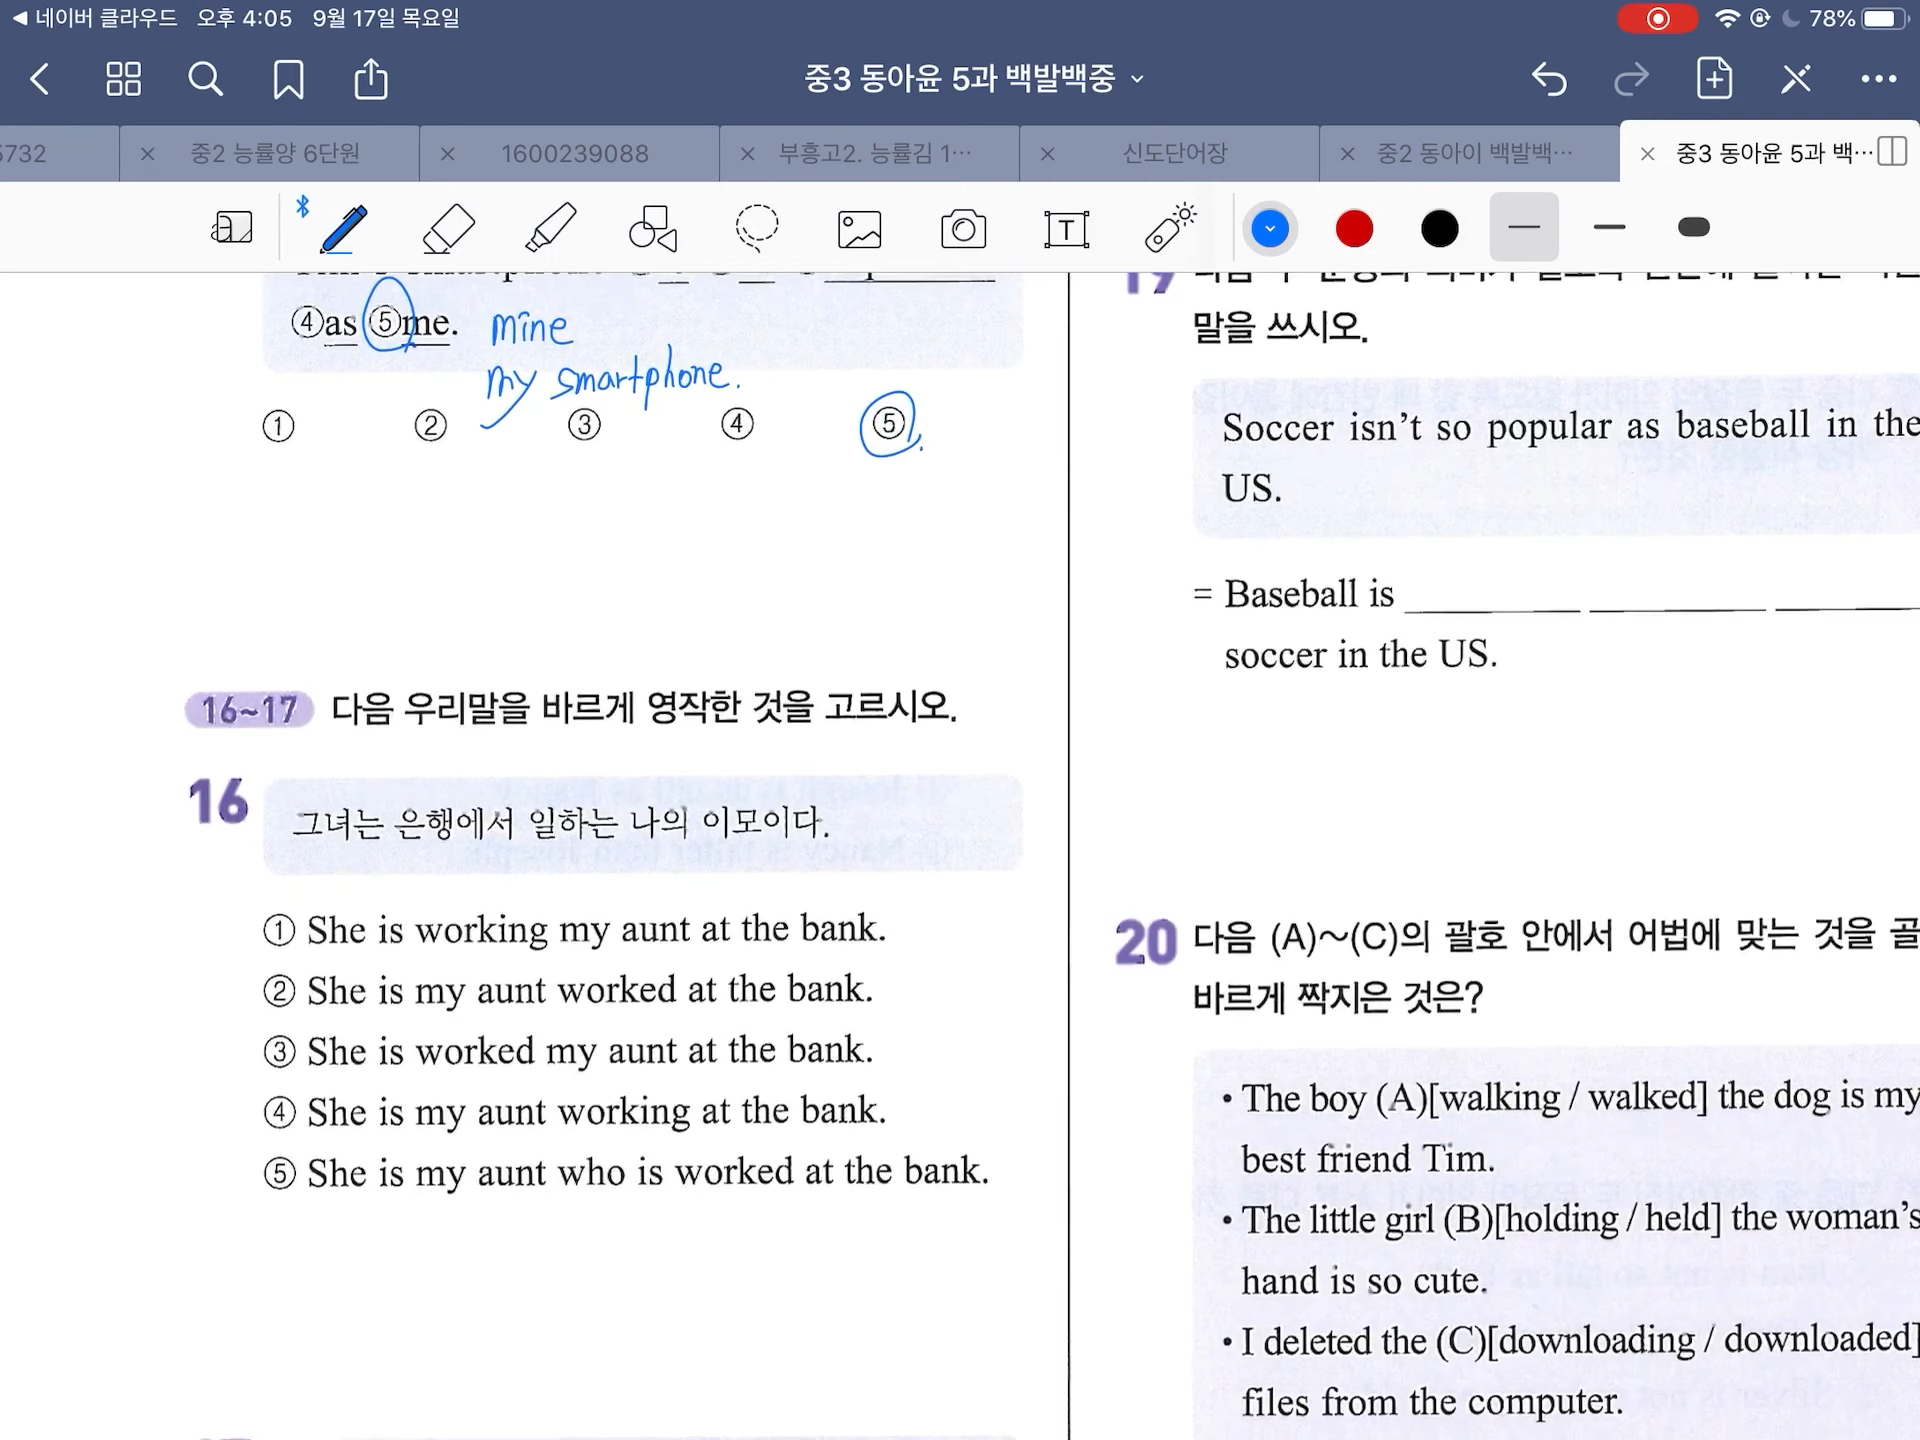 네이버 클라우드 오후 4:05 9월 17일 목요일
78%
중3 동아윤 5과 백발백중
5732
중2 능률양 6단원
1600239088
부흥고2. 능률김 1…
신도단어장
중2 동아이 백발백…
중3 동아윤 5과 백…
T
④as ⑤me. mine
my smartphone.
① ② ③ ④ ⑤
16~17 다음 우리말을 바르게 영작한 것을 고르시오.
16
그녀는 은행에서 일하는 나의 이모이다.
① She is working my aunt at the bank.
② She is my aunt worked at the bank.
③ She is worked my aunt at the bank.
④ She is my aunt working at the bank.
⑤ She is my aunt who is worked at the bank.
19
말을 쓰시오.
Soccer isn't so popular as baseball in the
US.
= Baseball is
soccer in the US.
20 다음 (A)~(C)의 괄호 안에서 어법에 맞는 것을 골
바르게 짝지은 것은?
• The boy (A)[walking / walked] the dog is my
best friend Tim.
• The little girl (B)[holding / held] the woman's
hand is so cute.
• I deleted the (C)[downloading / downloaded]
files from the computer.